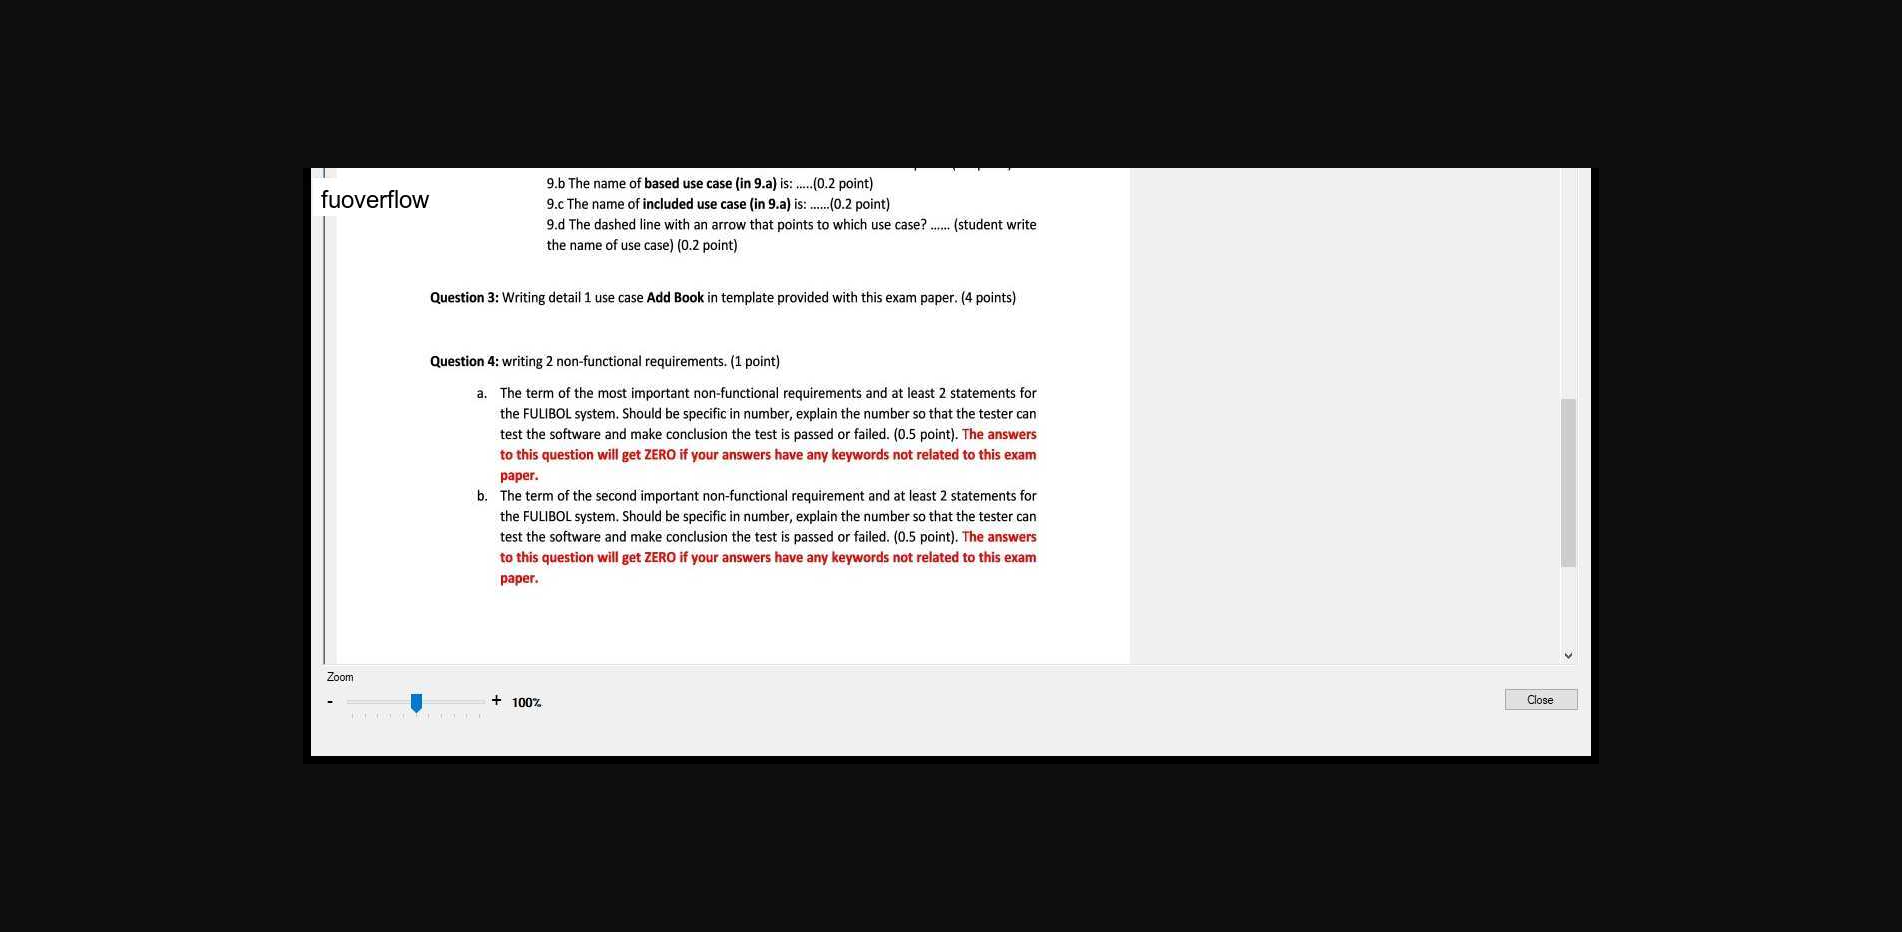 9.b The name of based use case (in 9.a) is: .....(0.2 point)
fuoverflow
9.c The name of included use case (in 9.a) is: ......(0.2 point)
9.d The dashed line with an arrow that points to which use case? ...... (student write
the name of use case) (0.2 point)
Question 3: Writing detail 1 use case Add Book in template provided with this exam paper. (4 points)
Question 4: writing 2 non-functional requirements. (1 point)
a. The term of the most important non-functional requirements and at least 2 statements for
the FULIBOL system. Should be specific in number, explain the number so that the tester can
test the software and make conclusion the test is passed or failed. (0.5 point). The answers
to this question will get ZERO if your answers have any keywords not related to this exam
paper.
b. The term of the second important non-functional requirement and at least 2 statements for
the FULIBOL system. Should be specific in number, explain the number so that the tester can
test the software and make conclusion the test is passed or failed. (0.5 point). The answers
to this question will get ZERO if your answers have any keywords not related to this exam
paper.
Zoom
- + 100%
Close